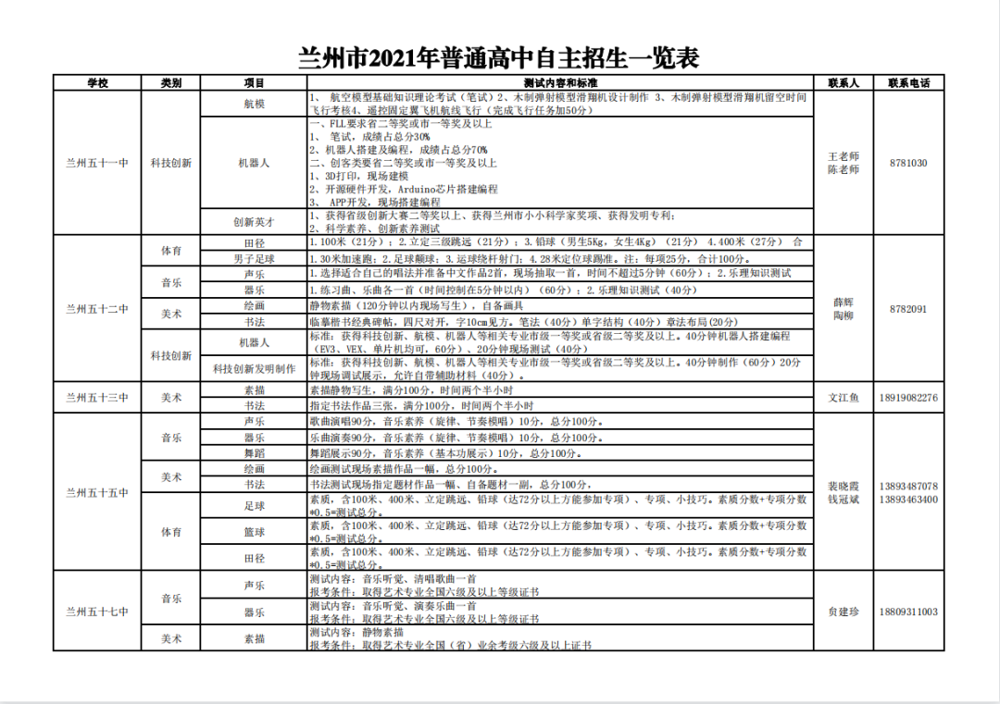 兰州市2021年普通高中自主招生一览表
学校 类别 项目 测试内容和标准 联系人 联系电话
兰州五十一中 科技创新 航模
1、 航空模型基础知识理论考试（笔试）2、木制弹射模型滑翔机设计制作 3、木制弹射模型滑翔机留空时间
飞行考核4、遥控固定翼飞机航线飞行（完成飞行任务加50分）
机器人
一、FLL要求省二等奖或市一等奖及以上
1、 笔试，成绩占总分30%
2、机器人搭建及编程，成绩占总分70%
二、创客类要省二等奖或市一等奖及以上
1、3D打印，现场建模
2、开源硬件开发，Arduino芯片搭建编程
3、 APP开发，现场搭建编程
创新英才
1、获得省级创新大赛二等奖以上、获得兰州市小小科学家奖项、获得发明专利；
2、科学素养、创新素养测试
王老师
陈老师
8781030
兰州五十二中 体育 田径
1.100米（21分）；2.立定三级跳远（21分）；3.铅球（男生5Kg，女生4Kg）（21分） 4.400米（27分） 合
男子足球
1.30米加速跑；2.足球颠球；3.运球绕杆射门；4.28米定位球踢准。注：每项25分，合计100分。
音乐 声乐
1.选择适合自己的唱法并准备中文作品2首，现场抽取一首，时间不超过5分钟（60分）；2.乐理知识测试
器乐
1.练习曲、乐曲各一首（时间控制在5分钟以内）（60分）；2.乐理知识测试（40分）
美术 绘画
静物素描（120分钟以内现场写生），自备画具
书法
临摹楷书经典碑帖，四尺对开，字10cm见方。笔法（40分）单字结构（40分）章法布局(20分)
科技创新 机器人
标准：获得科技创新、航模、机器人等相关专业市级一等奖或省级二等奖及以上。40分钟机器人搭建编程
（EV3、VEX、单片机均可，60分）、20分钟现场测试（40分）
科技创新发明制作
标准：获得科技创新、航模、机器人等相关专业市级一等奖或省级二等奖及以上。40分钟制作（60分）20分
钟现场调试展示，允许自带辅助材料（40分）。
薛辉
陶柳
8782091
兰州五十三中 美术 素描
素描静物写生，满分100分，时间两个半小时
书法
指定书法作品三张，满分100分，时间两个半小时
文江鱼 18919082276
兰州五十五中 音乐 声乐
歌曲演唱90分，音乐素养（旋律、节奏模唱）10分，总分100分。
器乐
乐曲演奏90分，音乐素养（旋律、节奏模唱）10分，总分100分。
舞蹈
舞蹈展示90分，音乐素养（基本功展示）10分，总分100分。
美术 绘画
绘画测试现场素描作品一幅，总分100分。
书法
书法测试现场指定题材作品一幅、自备题材一副，总分100分，
体育 足球
素质，含100米、400米、立定跳远、铅球（达72分以上方能参加专项）、专项、小技巧。素质分数+专项分数
*0.5=测试总分。
篮球
素质，含100米、400米、立定跳远、铅球（达72分以上方能参加专项）、专项、小技巧。素质分数+专项分数
*0.5=测试总分。
田径
素质，含100米、400米、立定跳远、铅球（达72分以上方能参加专项）、专项、小技巧。素质分数+专项分数
*0.5=测试总分。
裴晓霞
钱冠斌
13893487078
13893463400
兰州五十七中 音乐 声乐
测试内容：音乐听觉、清唱歌曲一首
报考条件：取得艺术专业全国六级及以上等级证书
器乐
测试内容：音乐听觉、演奏乐曲一首
报考条件：取得艺术专业全国六级及以上等级证书
美术 素描
测试内容：静物素描
报考条件：取得艺术专业全国（省）业余考级六级及以上证书
贠建珍 18809311003